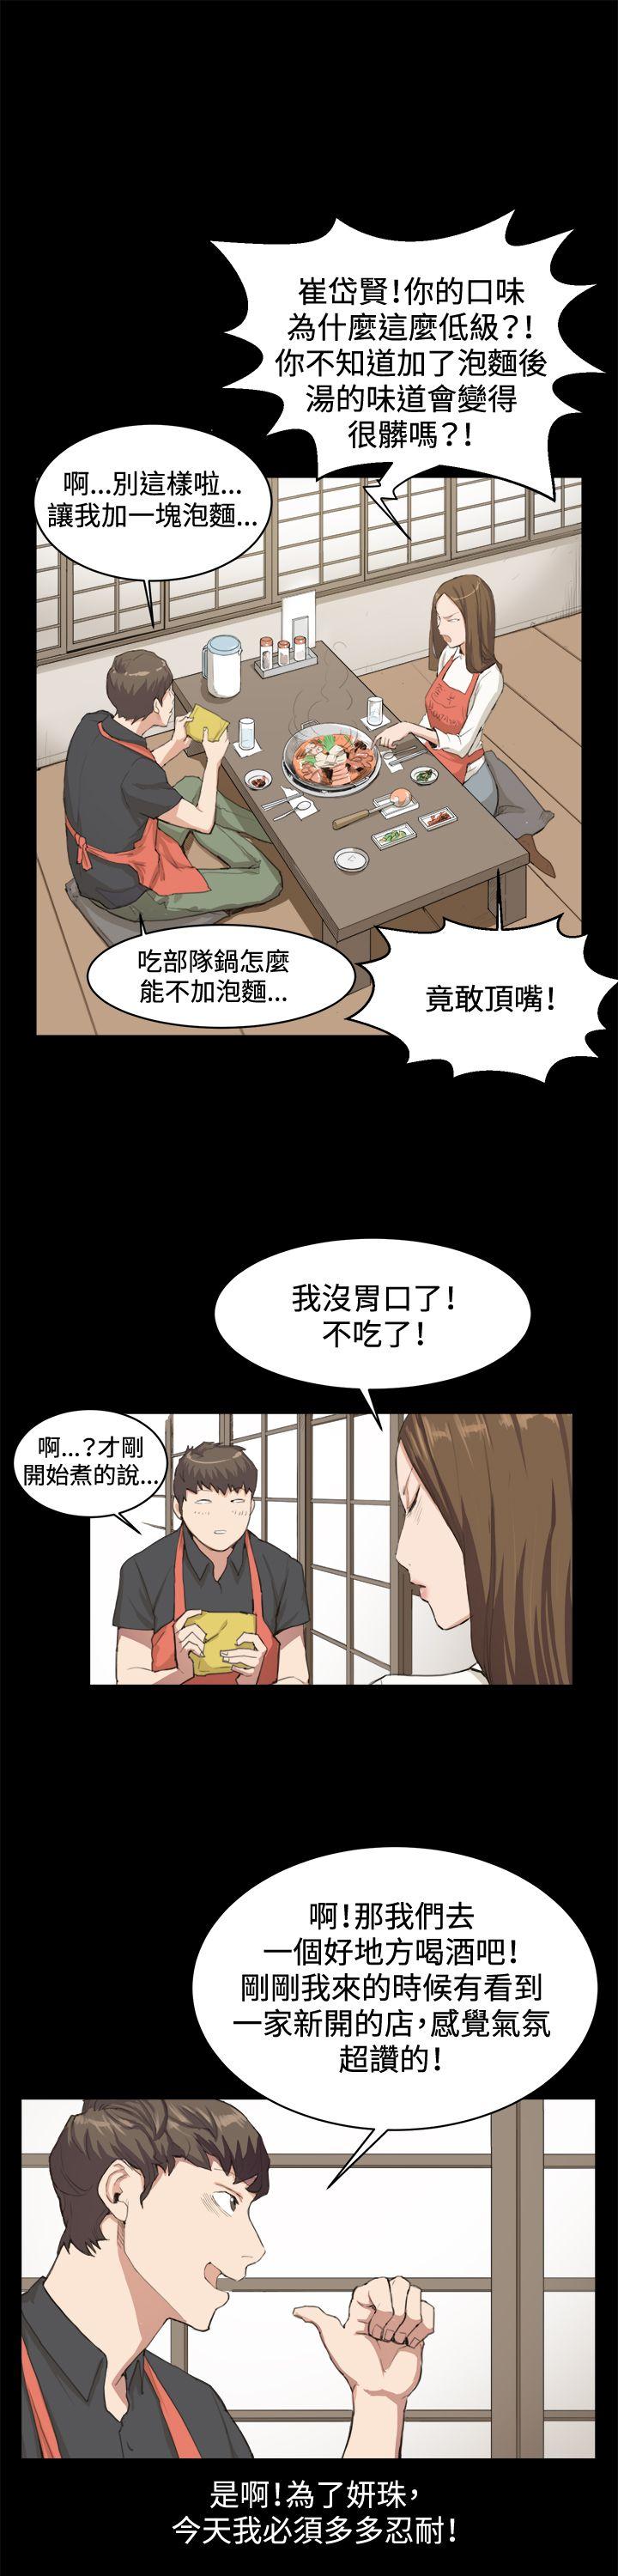 崔岱賢！你的口味
為什麼這麼低級？！
你不知道加了泡麵後
湯的味道會變得
很髒嗎？！
啊...別這樣啦...
讓我加一塊泡麵...
吃部隊鍋怎麼
能不加泡麵...
竟敢頂嘴！
我沒胃口了！
不吃了！
啊...？才剛
開始煮的說...
啊！那我們去
一個好地方喝酒吧！
剛剛我來的時候有看到
一家新開的店，感覺氣氛
超讚的！
是啊！為了妍珠，
今天我必須多多忍耐！